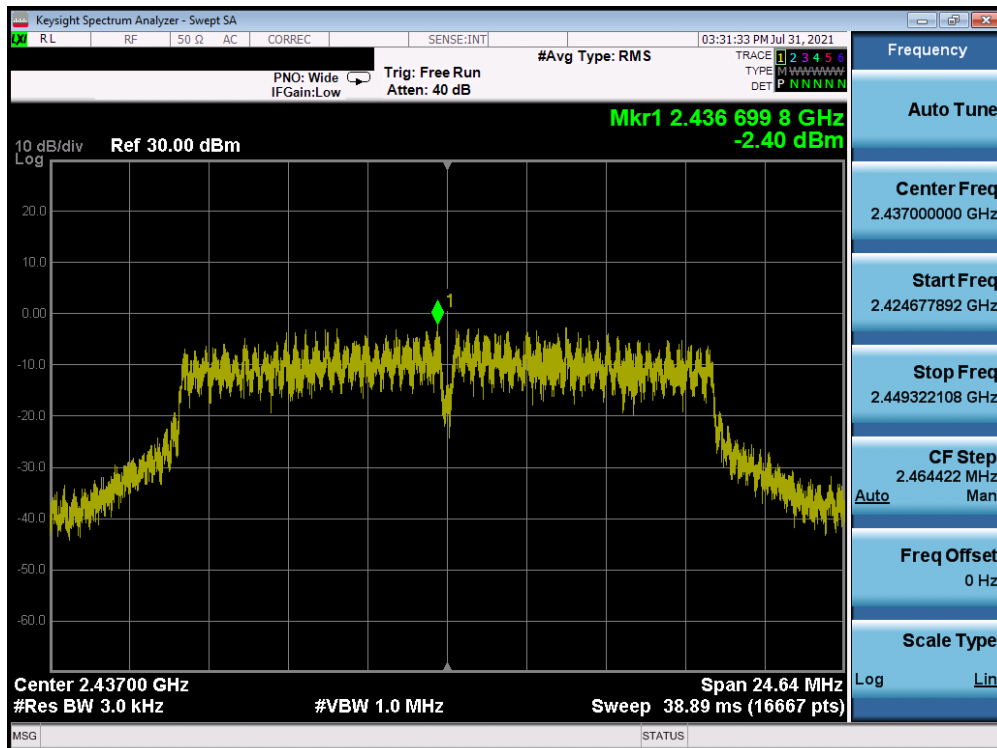 Keysight Spectrum Analyzer - Swept SA
LXI RL RF 50 Ω AC CORREC SENSE:INT 03:31:33 PM Jul 31, 2021
PNO: Wide Trig: Free Run #Avg Type: RMS TRACE 1 2 3 4 5 6
IFGain:Low Atten: 40 dB TYPE M WWWWW
DET P N N N N N
Mkr1 2.436 699 8 GHz
-2.40 dBm
10 dB/div Ref 30.00 dBm
Log
20.0
10.0
0.00
1
-10.0
-20.0
-30.0
-40.0
-50.0
-60.0
Center 2.43700 GHz Span 24.64 MHz
#Res BW 3.0 kHz #VBW 1.0 MHz Sweep 38.89 ms (16667 pts)
MSG STATUS
Frequency
Auto Tune
Center Freq
2.437000000 GHz
Start Freq
2.424677892 GHz
Stop Freq
2.449322108 GHz
CF Step
2.464422 MHz
Auto Man
Freq Offset
0 Hz
Scale Type
Log Lin